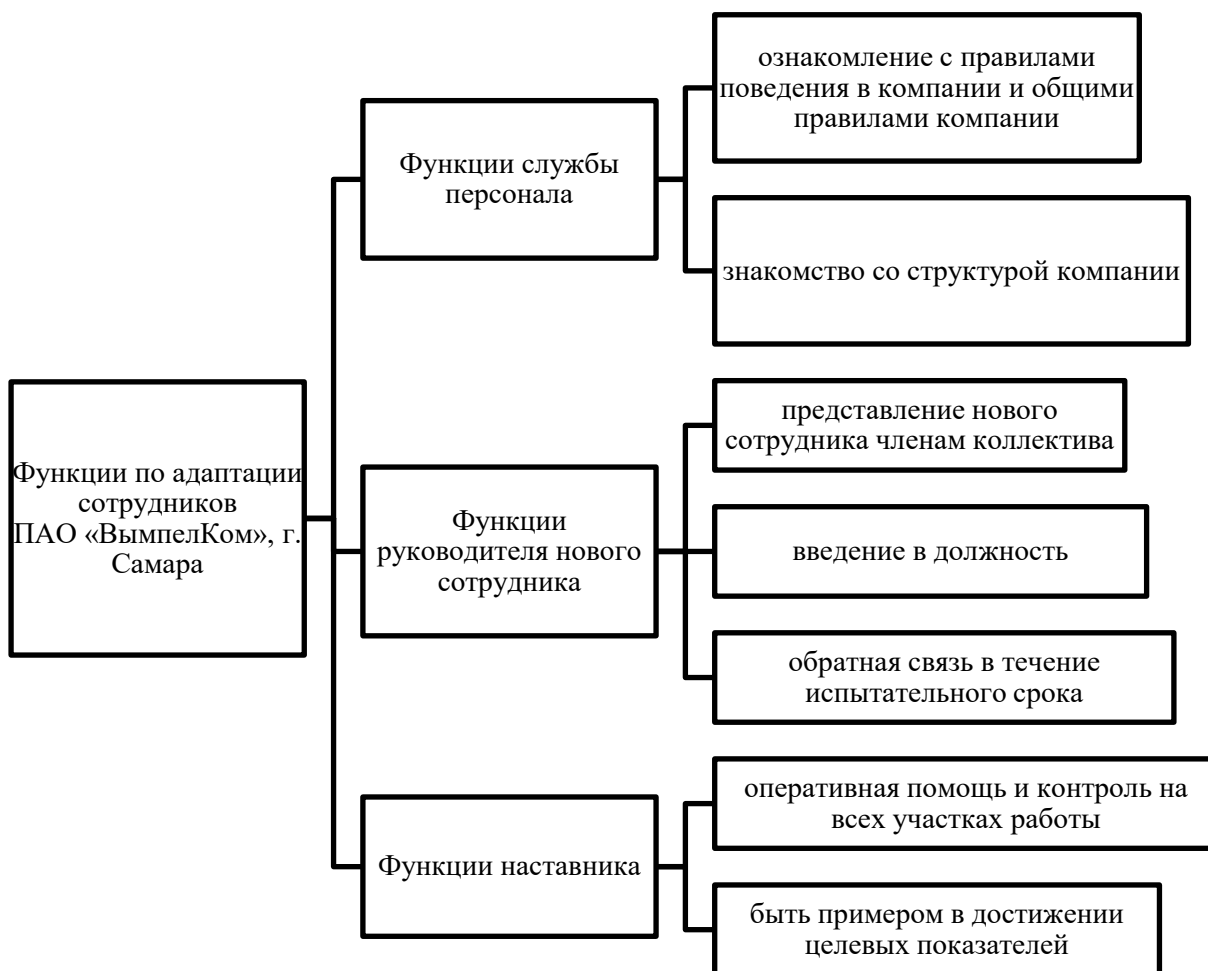 Функции по адаптации
сотрудников
ПАО «ВымпелКом», г.
Самара
Функции службы
персонала
ознакомление с правилами
поведения в компании и общими
правилами компании
знакомство со структурой компании
Функции
руководителя нового
сотрудника
представление нового
сотрудника членам коллектива
введение в должность
обратная связь в течение
испытательного срока
Функции наставника
оперативная помощь и контроль на
всех участках работы
быть примером в достижении
целевых показателей